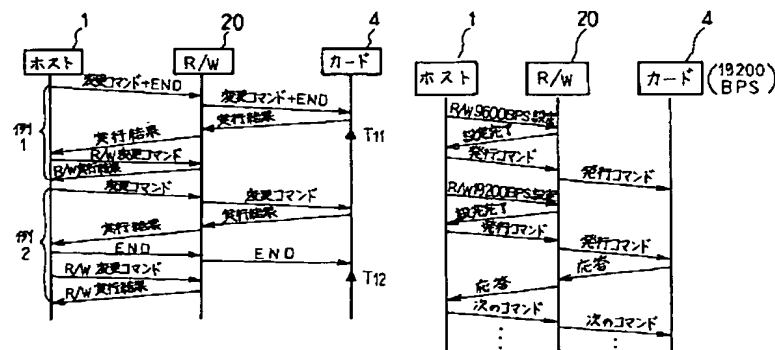 1
20
4
ホスト
R/W
カード
変更コマンド+END
変更コマンド+END
実行結果
実行結果
R/W変更コマンド
R/W実行結果
例1
T11
変更コマンド
変更コマンド
実行結果
実行結果
END
END
R/W 変更コマンド
R/W 実行結果
例2
T12
1
20
4
ホスト
R/W
カード
(19200 BPS)
R/W9600BPS設定
設定完了
発行コマンド
発行コマンド
R/W19200BPS設定
設定完了
発行コマンド
発行コマンド
応答
応答
次のコマンド
次のコマンド